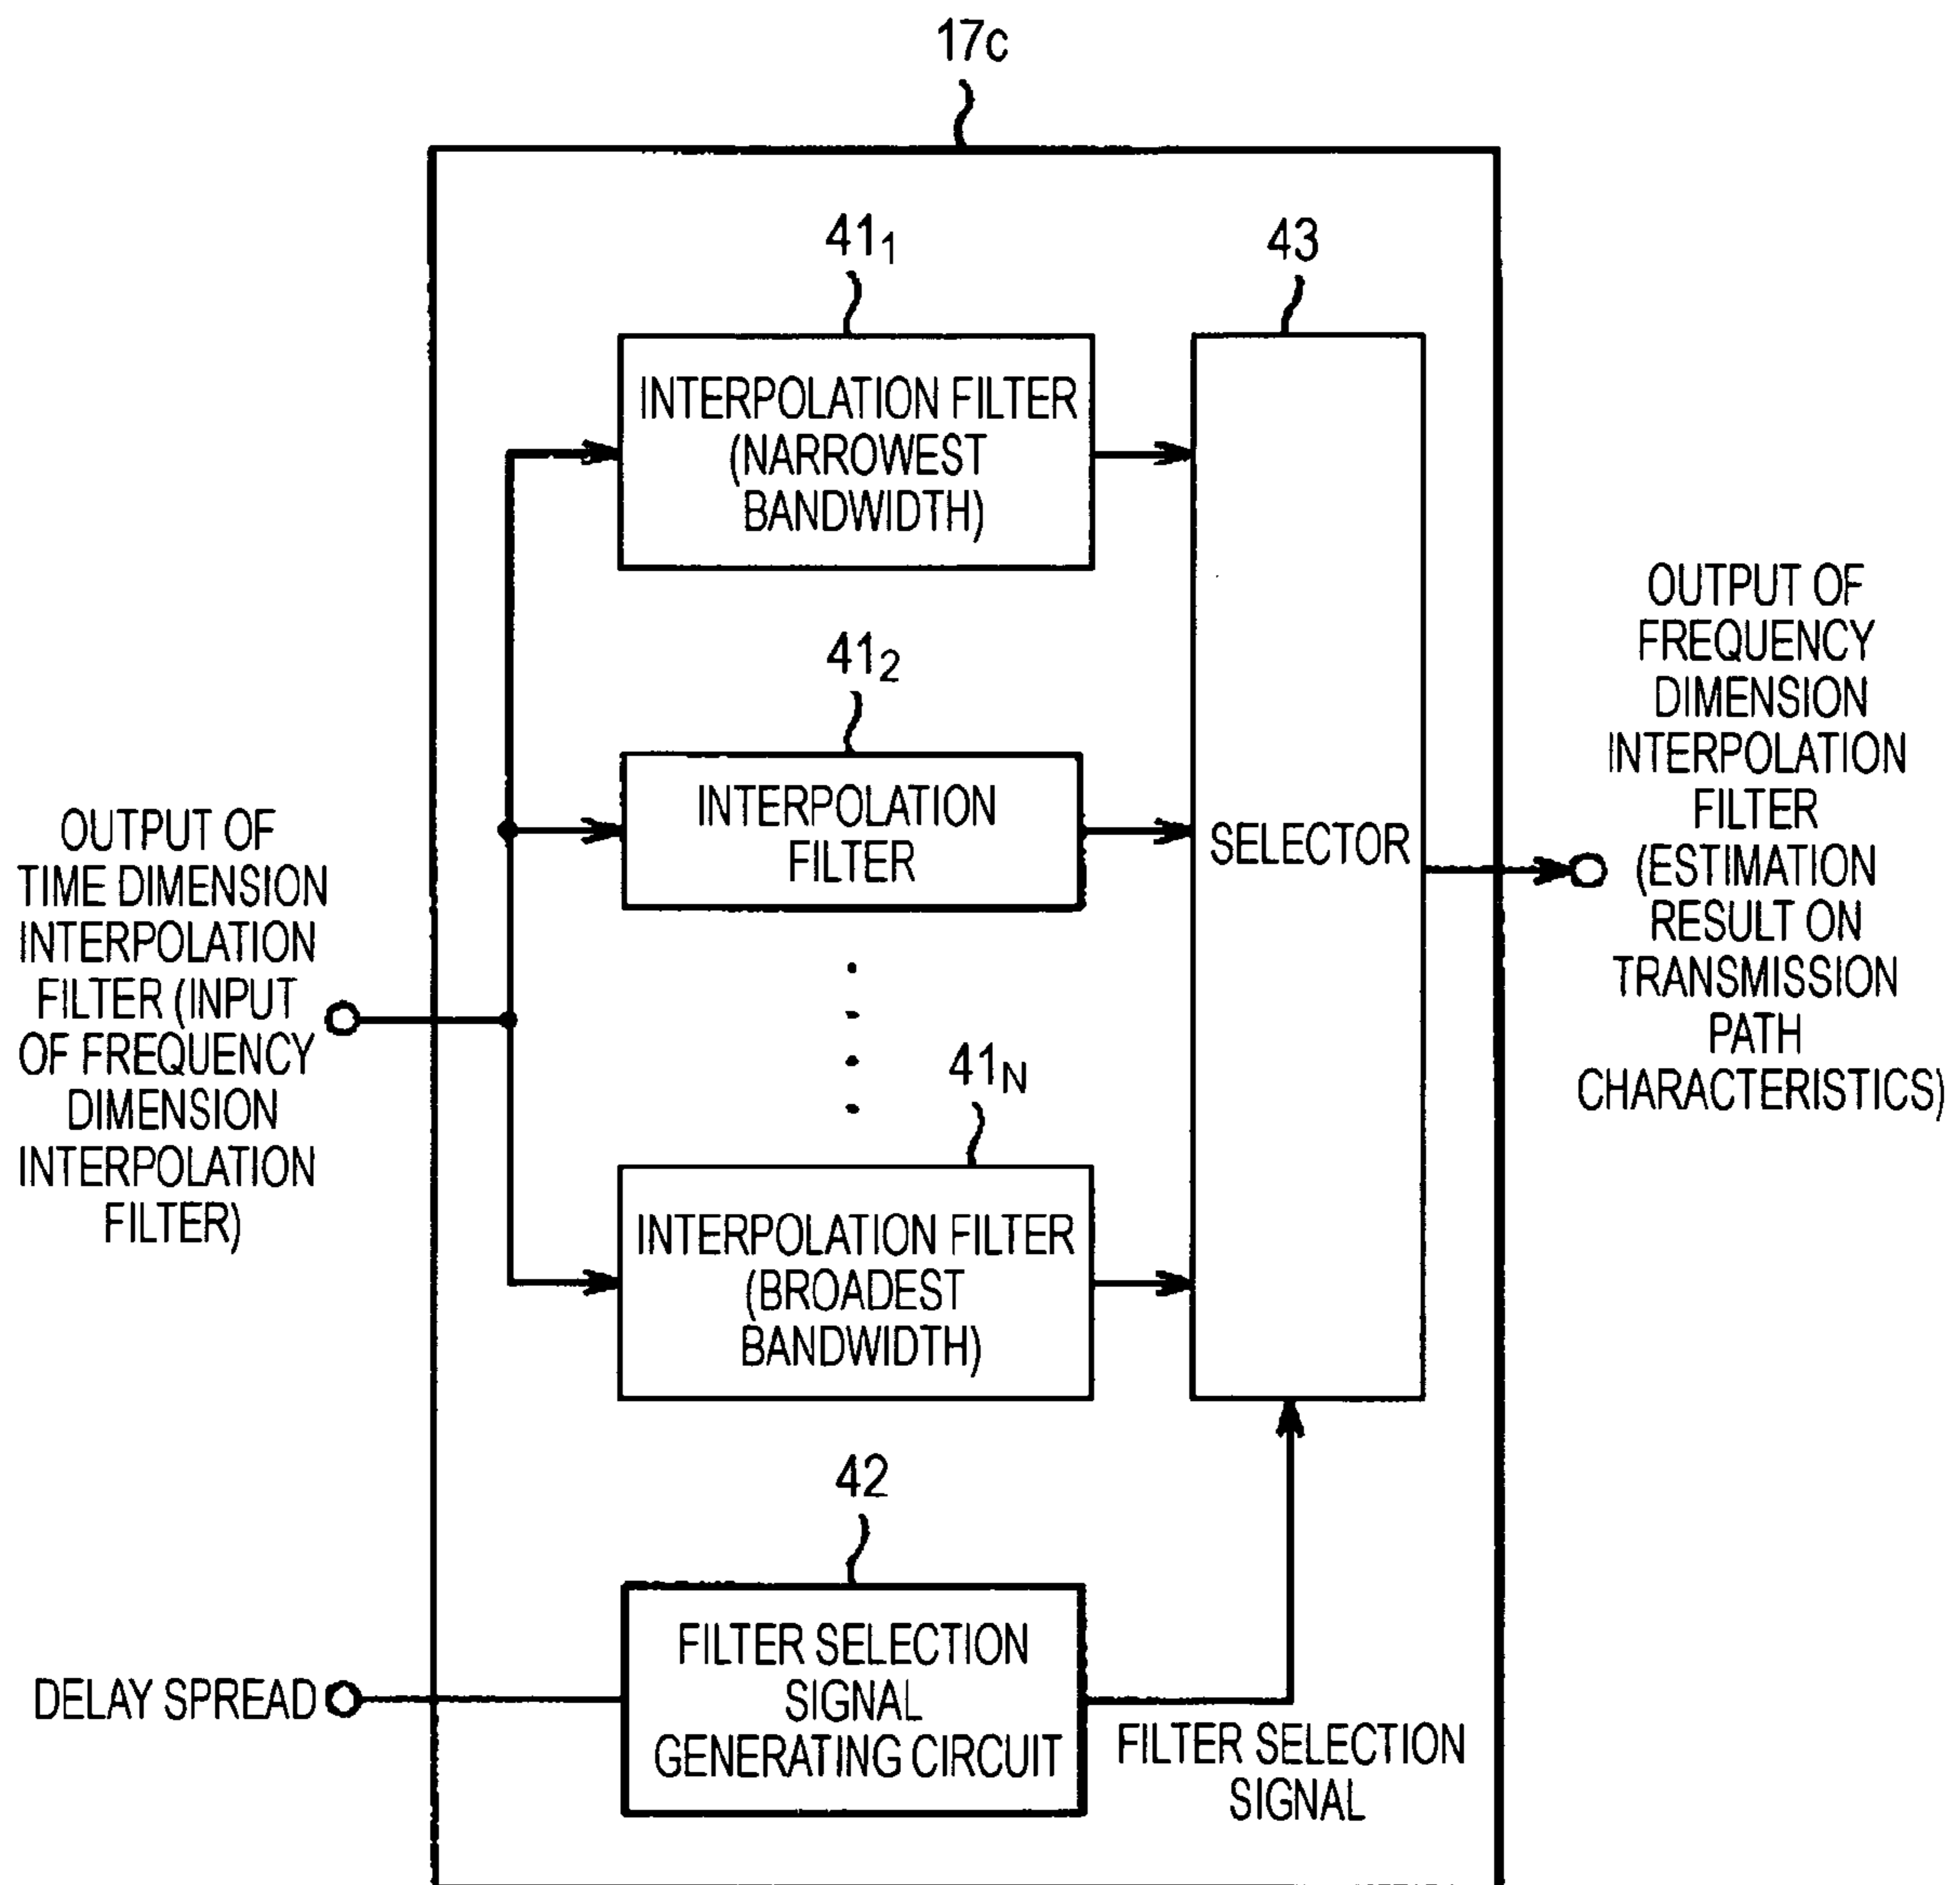 17c
41₁
43
INTERPOLATION FILTER
(NARROWEST
BANDWIDTH)
41₂
INTERPOLATION
FILTER
SELECTOR
41N
INTERPOLATION FILTER
(BROADEST
BANDWIDTH)
OUTPUT OF
TIME DIMENSION
INTERPOLATION
FILTER (INPUT
OF FREQUENCY
DIMENSION
INTERPOLATION
FILTER)
OUTPUT OF
FREQUENCY
DIMENSION
INTERPOLATION
FILTER
(ESTIMATION
RESULT ON
TRANSMISSION
PATH
CHARACTERISTICS)
42
DELAY SPREAD
FILTER SELECTION
SIGNAL
GENERATING CIRCUIT
FILTER SELECTION
SIGNAL